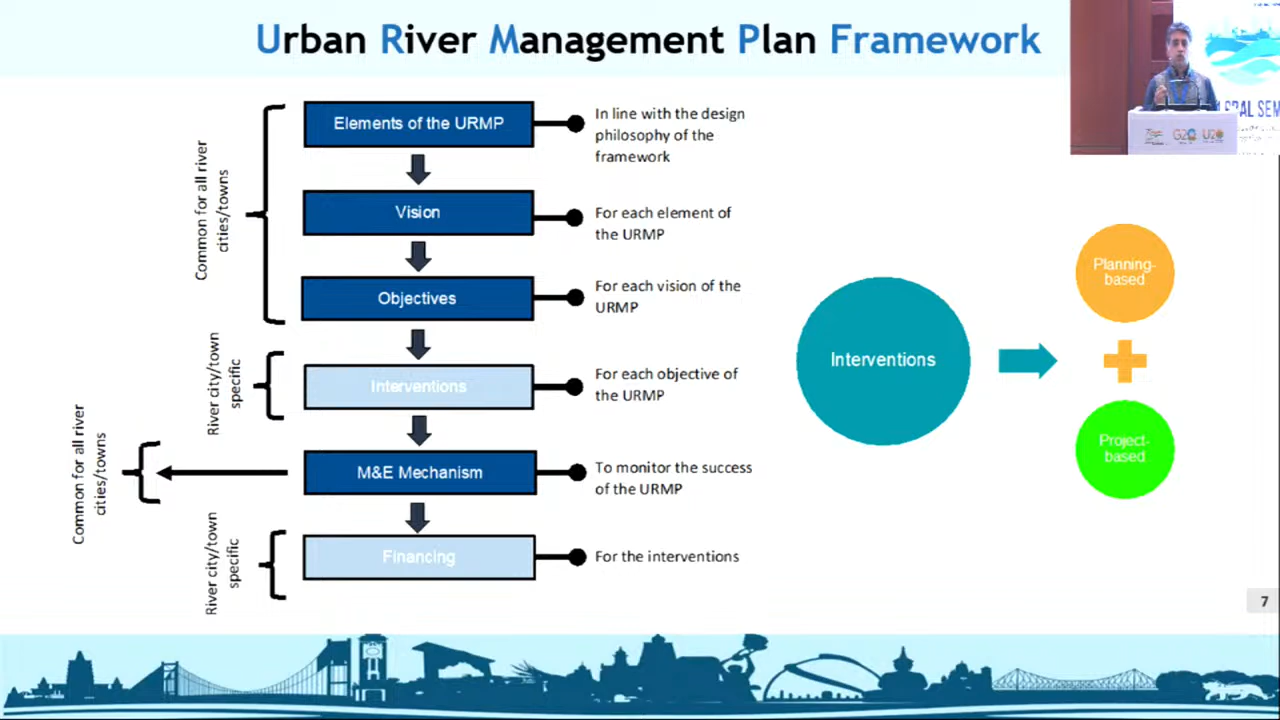 Urban River Management Plan Framework
Common for all river
cities/towns
Elements of the URMP
In line with the design
philosophy of the
framework
Vision
For each element of
the URMP
Objectives
For each vision of the
URMP
River city/town
specific
Interventions
For each objective of
the URMP
Common for all river
cities/towns
M&E Mechanism
To monitor the success
of the URMP
River city/town
specific
Financing
For the interventions
Interventions
Planning-
based
Project-
based
7